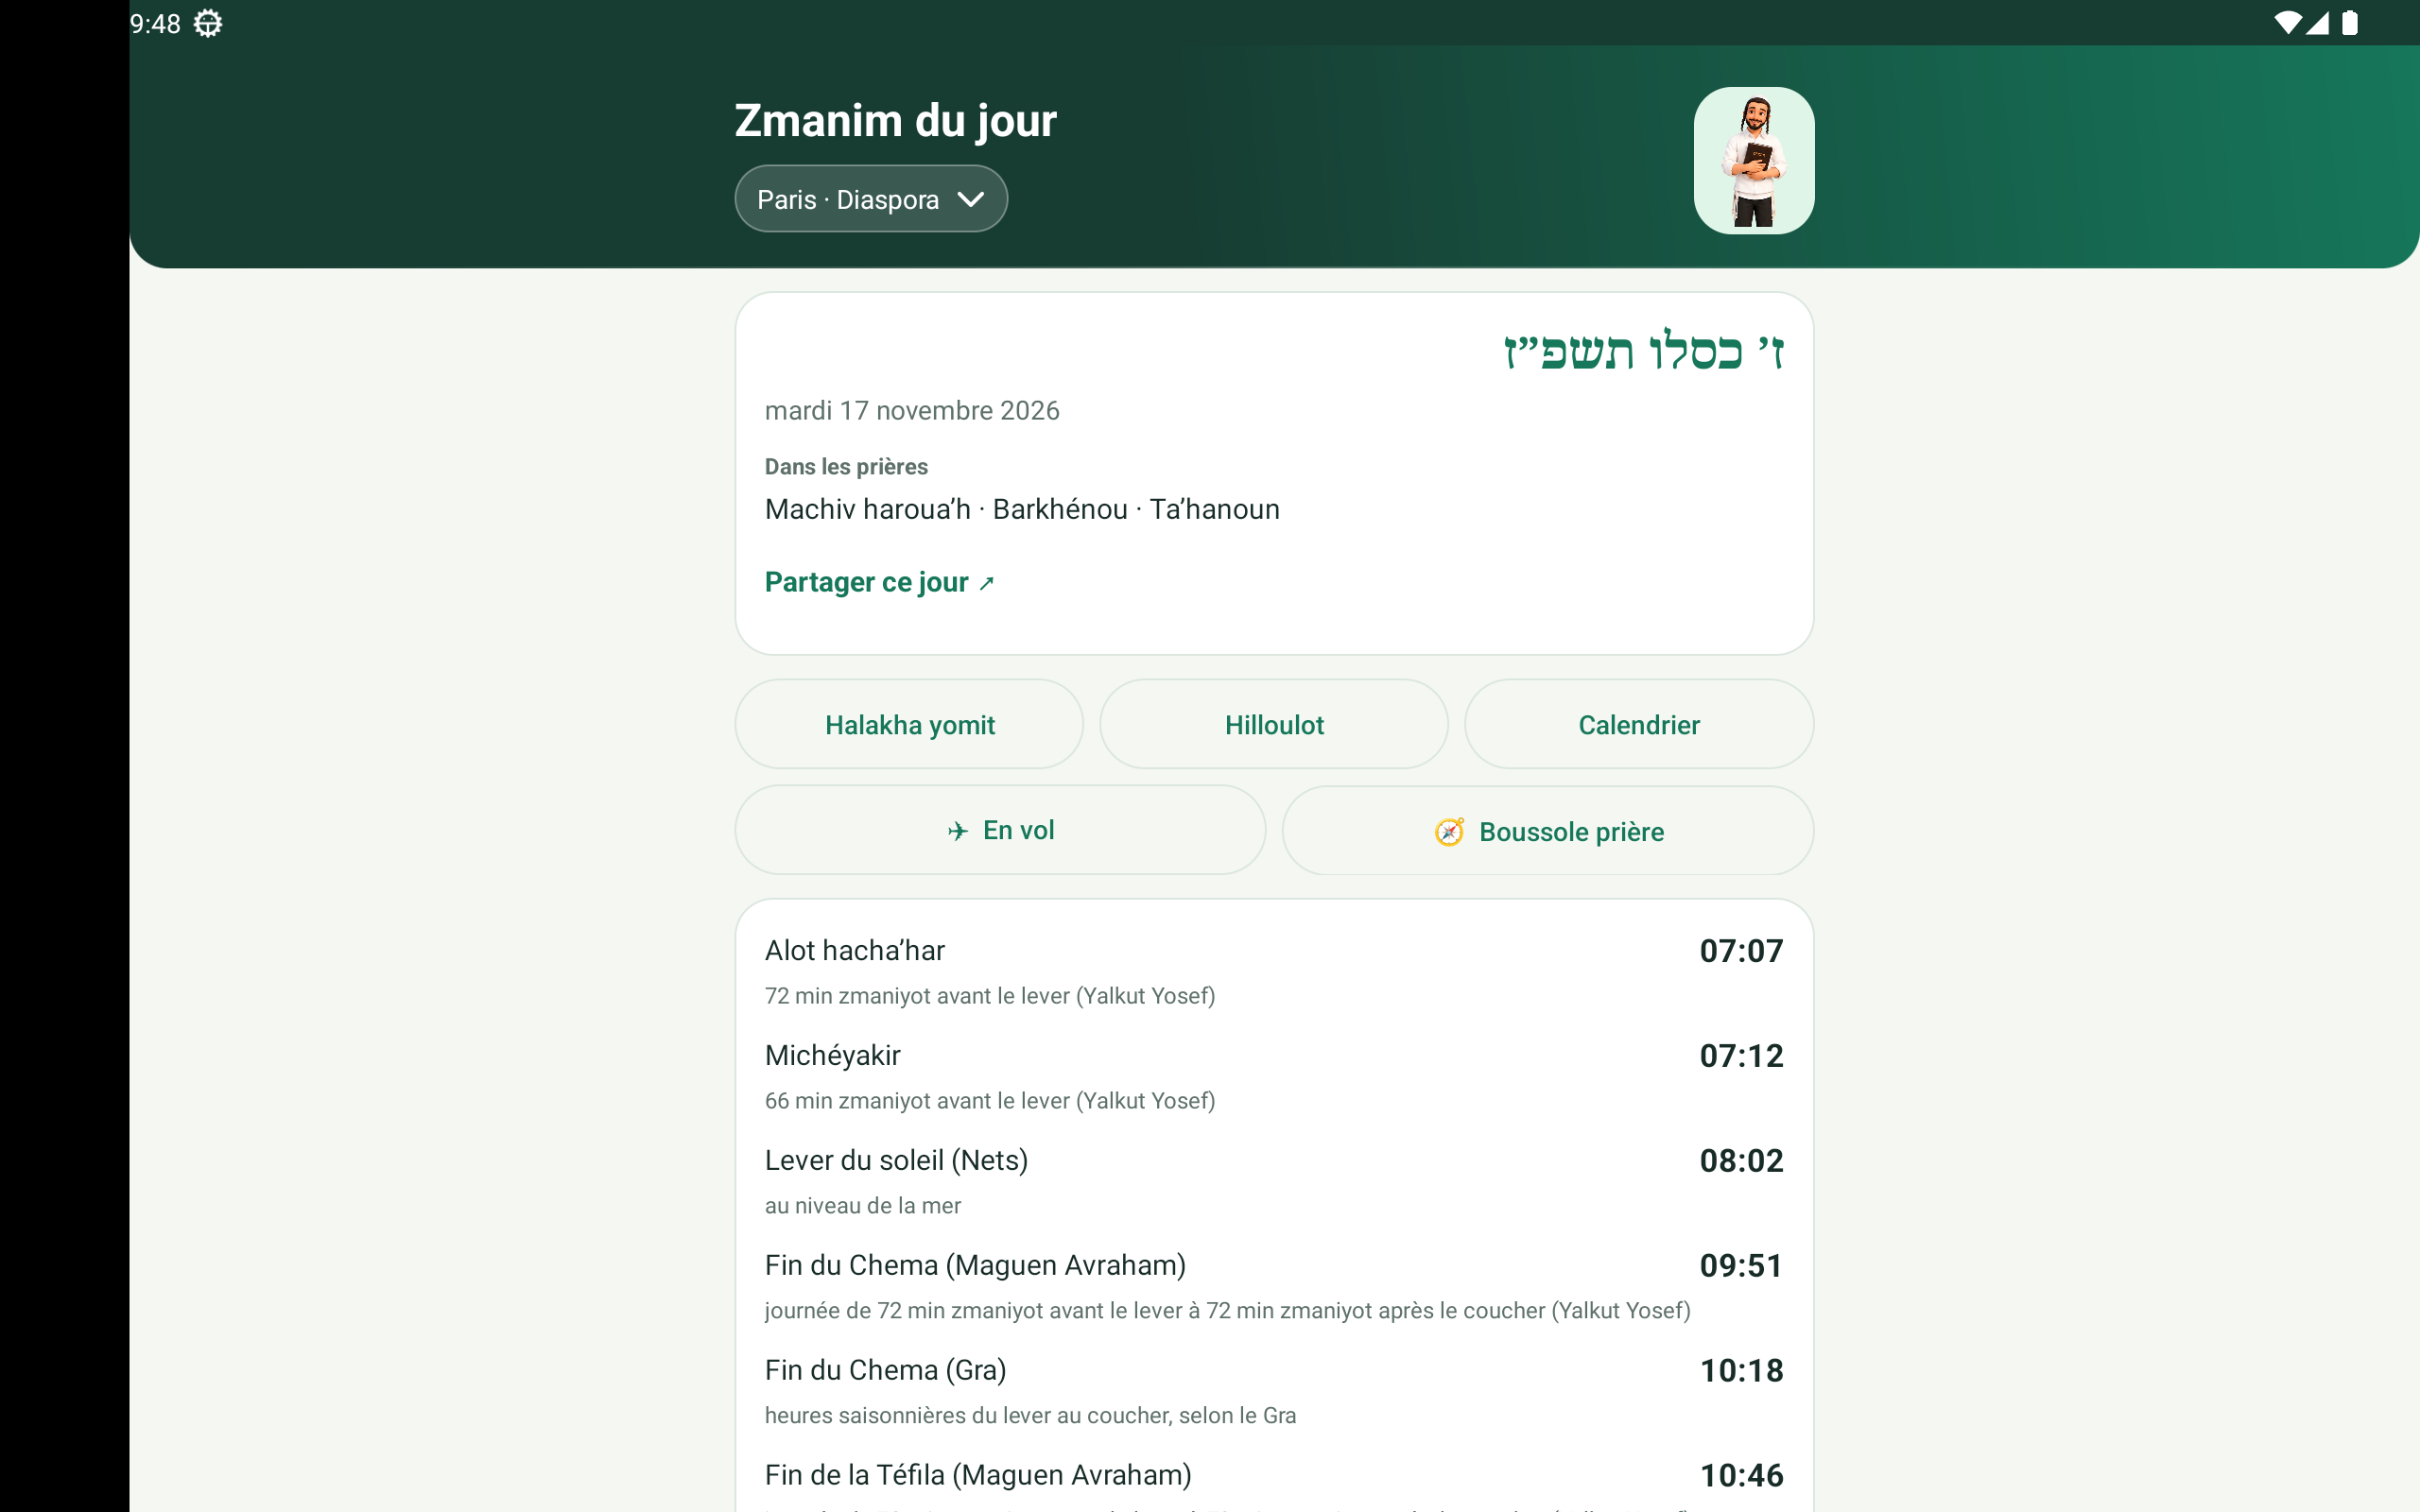 9:48
Zmanim du jour
Paris · Diaspora
ז׳ כסלו תשפ״ז
mardi 17 novembre 2026
Dans les prières
Machiv haroua’h · Barkhénou · Ta’hanoun
Partager ce jour ↗
Halakha yomit
Hilloulot
Calendrier
✈ En vol
🧭 Boussole prière
Alot hacha’har 07:07
72 min zmaniyot avant le lever (Yalkut Yosef)
Michéyakir 07:12
66 min zmaniyot avant le lever (Yalkut Yosef)
Lever du soleil (Nets) 08:02
au niveau de la mer
Fin du Chema (Maguen Avraham) 09:51
journée de 72 min zmaniyot avant le lever à 72 min zmaniyot après le coucher (Yalkut Yosef)
Fin du Chema (Gra) 10:18
heures saisonnières du lever au coucher, selon le Gra
Fin de la Téfila (Maguen Avraham) 10:46